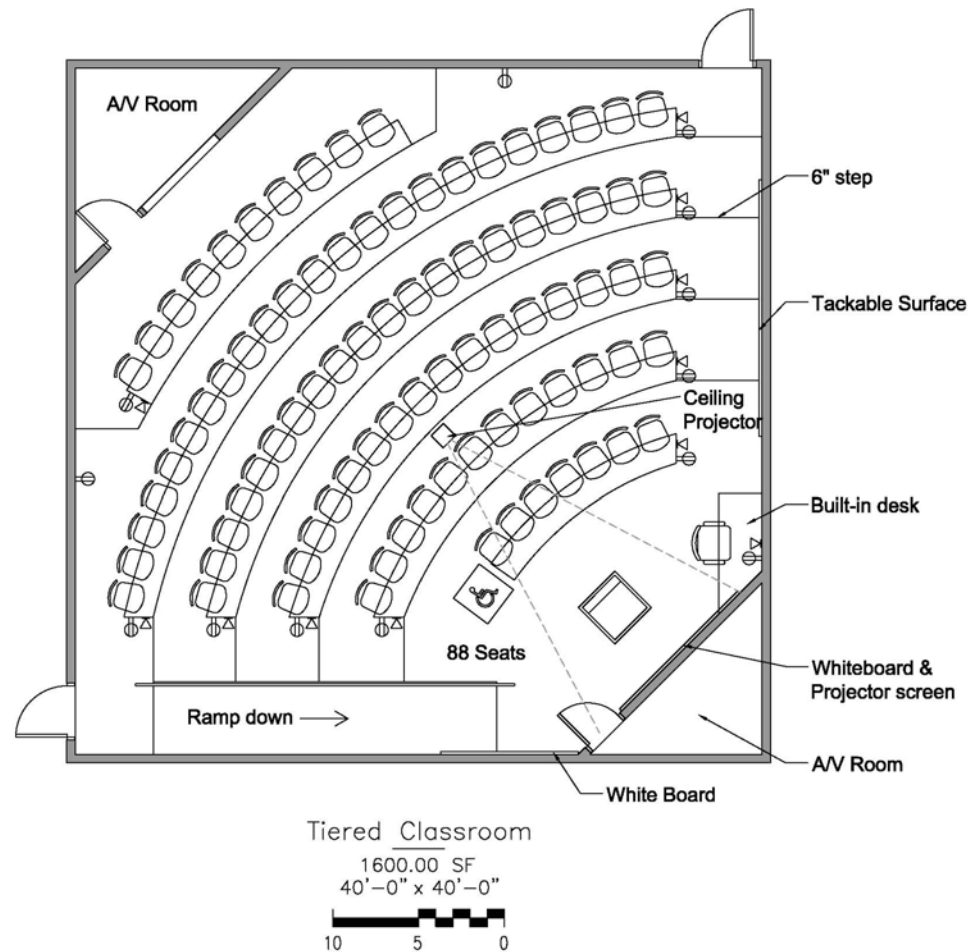 A/V Room
6" step
Tackable Surface
Ceiling
Projector
Built-in desk
88 Seats
Whiteboard &
Projector screen
Ramp down
A/V Room
White Board
Tiered Classroom
1600.00 SF
40'-0" x 40'-0"
10 5 0